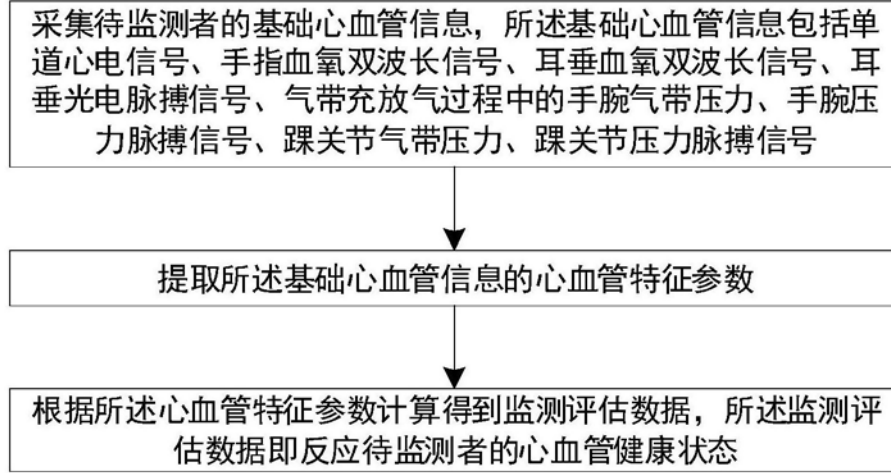 采集待监测者的基础心血管信息，所述基础心血管信息包括单
道心电信号、手指血氧双波长信号、耳垂血氧双波长信号、耳
垂光电脉搏信号、气带充放气过程中的手腕气带压力、手腕压
力脉搏信号、踝关节气带压力、踝关节压力脉搏信号
提取所述基础心血管信息的心血管特征参数
根据所述心血管特征参数计算得到监测评估数据，所述监测评
估数据即反应待监测者的心血管健康状态